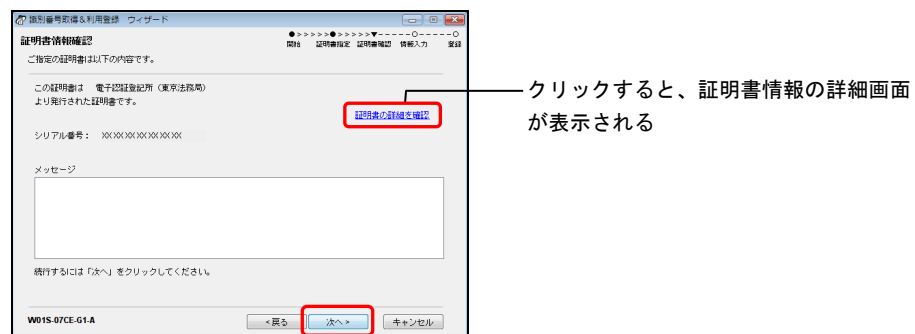 識別番号取得&利用登録 ウィザード
証明書情報確認
●>>>>>●>>>>>▼-----○-----○
開始 証明書指定 証明書確認 情報入力 登録
ご指定の証明書は以下の内容です。
この証明書は 電子認証登記所（東京法務局）
より発行された証明書です。
証明書の詳細を確認
クリックすると、証明書情報の詳細画面
が表示される
シリアル番号： XXXXXXXXXXXXXX
メッセージ
続行するには「次へ」をクリックしてください。
W01S-07CE-G1-A
<戻る
次へ>
キャンセル